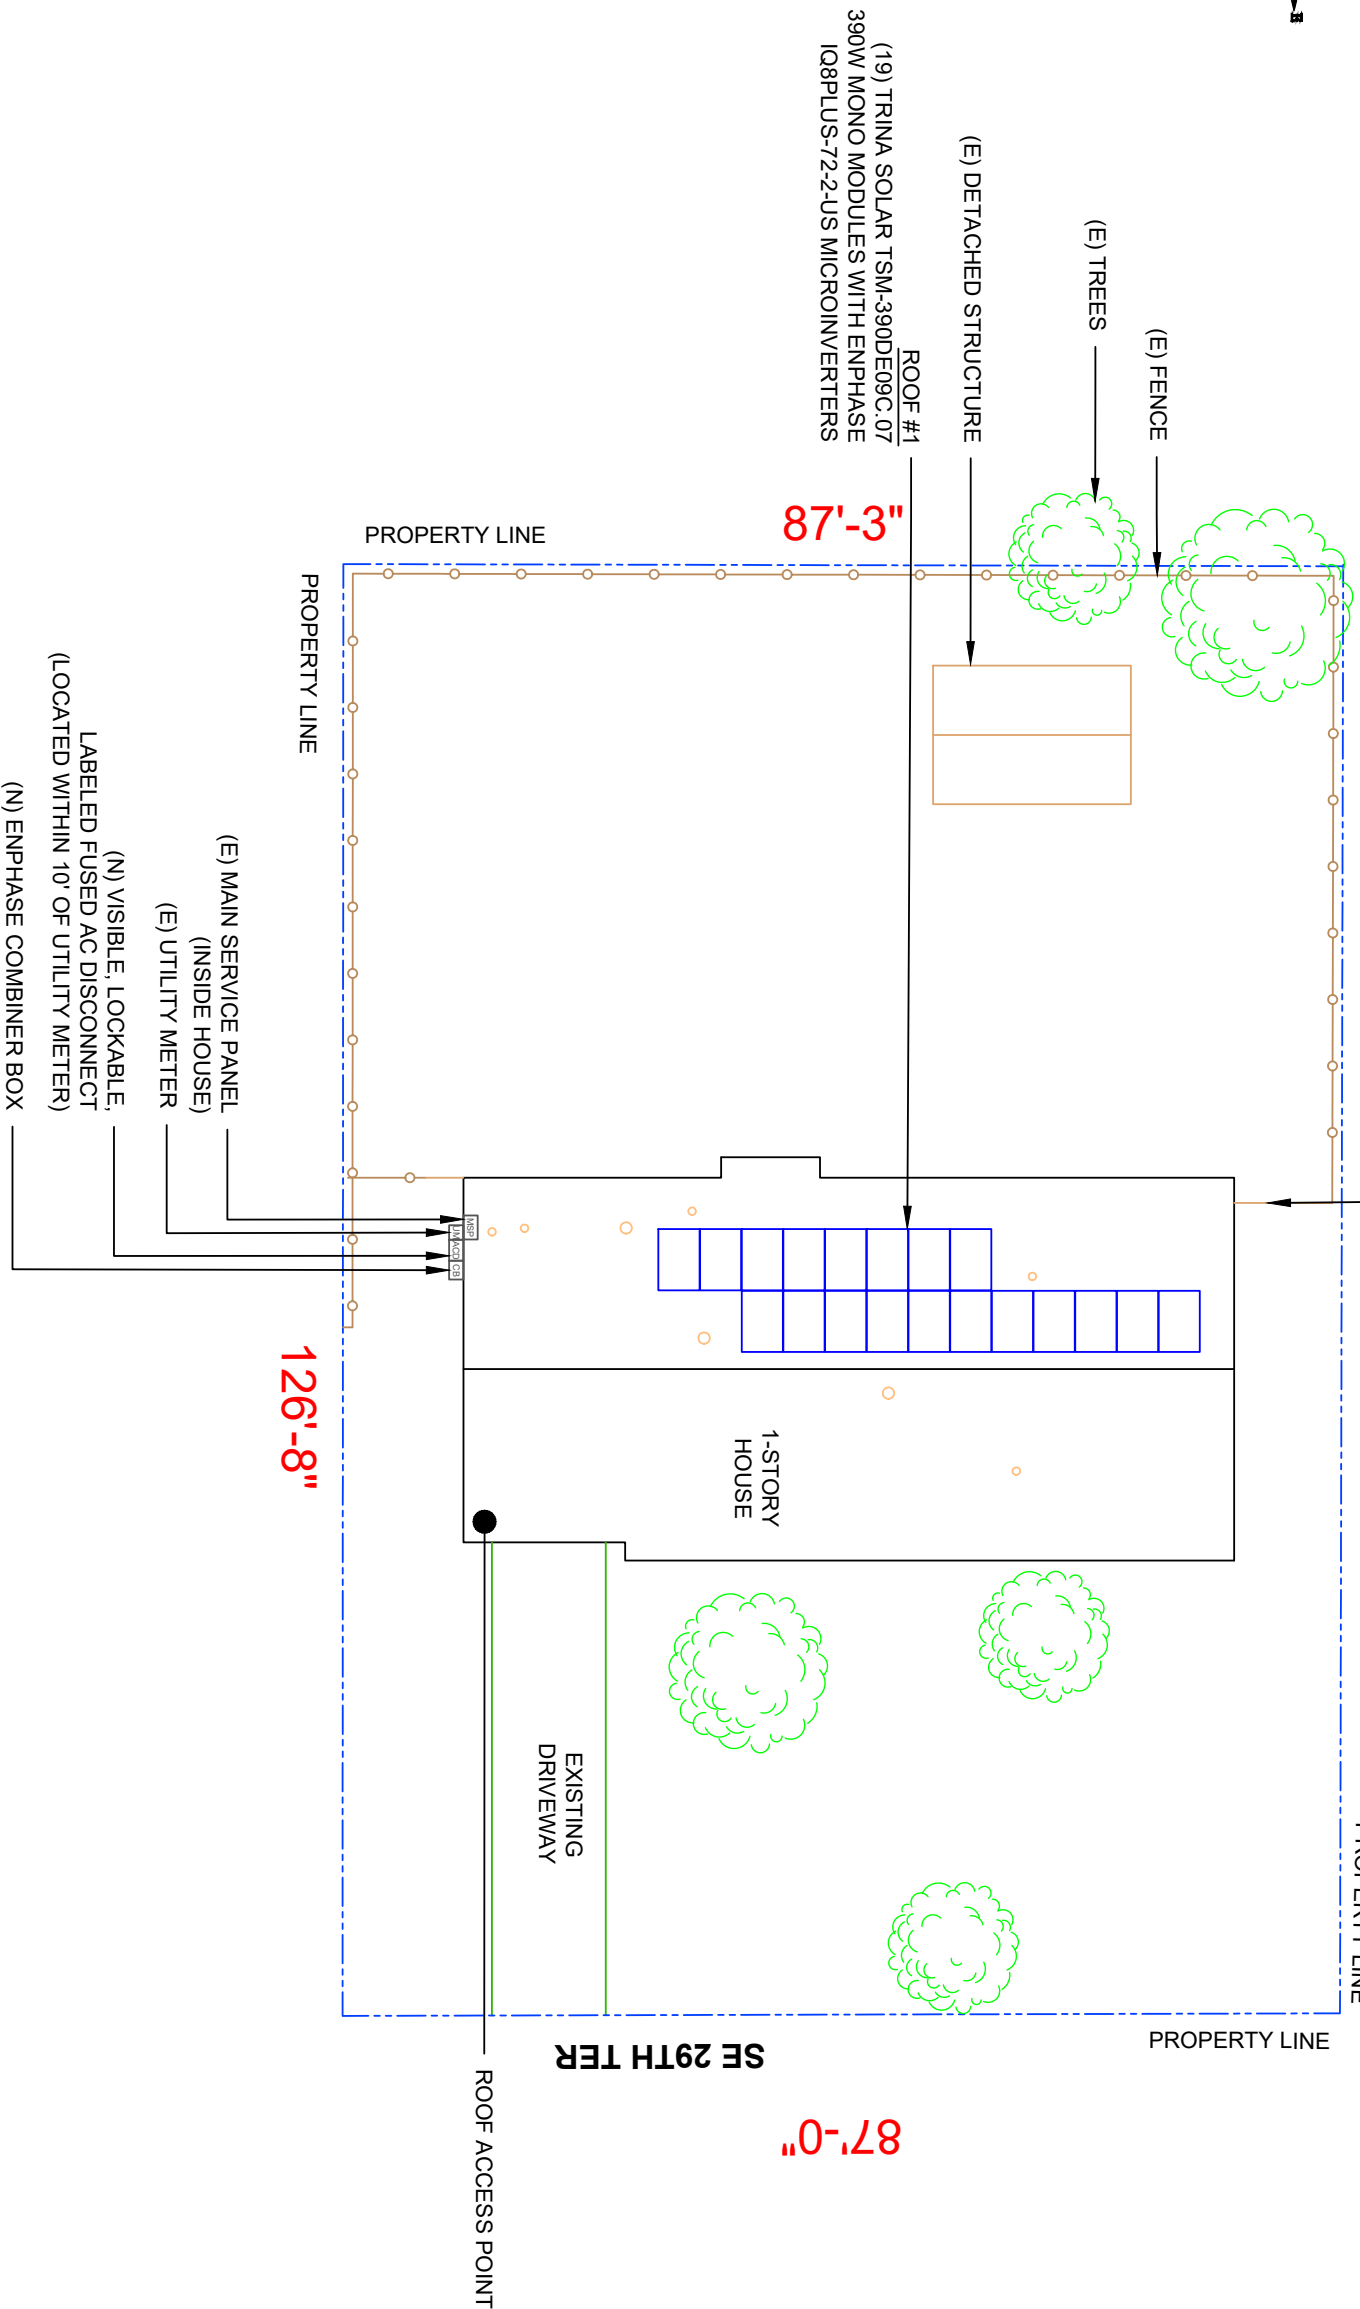 (E) FENCE
(E) TREES
(E) DETACHED STRUCTURE
ROOF #1
(19) TRINA SOLAR TSM-390DE09C.07
390W MONO MODULES WITH ENPHASE
IQ8PLUS-72-2-US MICROINVERTERS
87'-3"
PROPERTY LINE
PROPERTY LINE
(E) MAIN SERVICE PANEL
(INSIDE HOUSE)
(E) UTILITY METER
(N) VISIBLE, LOCKABLE,
LABELED FUSED AC DISCONNECT
(LOCATED WITHIN 10' OF UTILITY METER)
(N) ENPHASE COMBINER BOX
MSP
UM
ACD
CB
126'-8"
1-STORY
HOUSE
EXISTING
DRIVEWAY
PROPERTY LINE
PROPERTY LINE
SE 29TH TER
87'-0"
ROOF ACCESS POINT